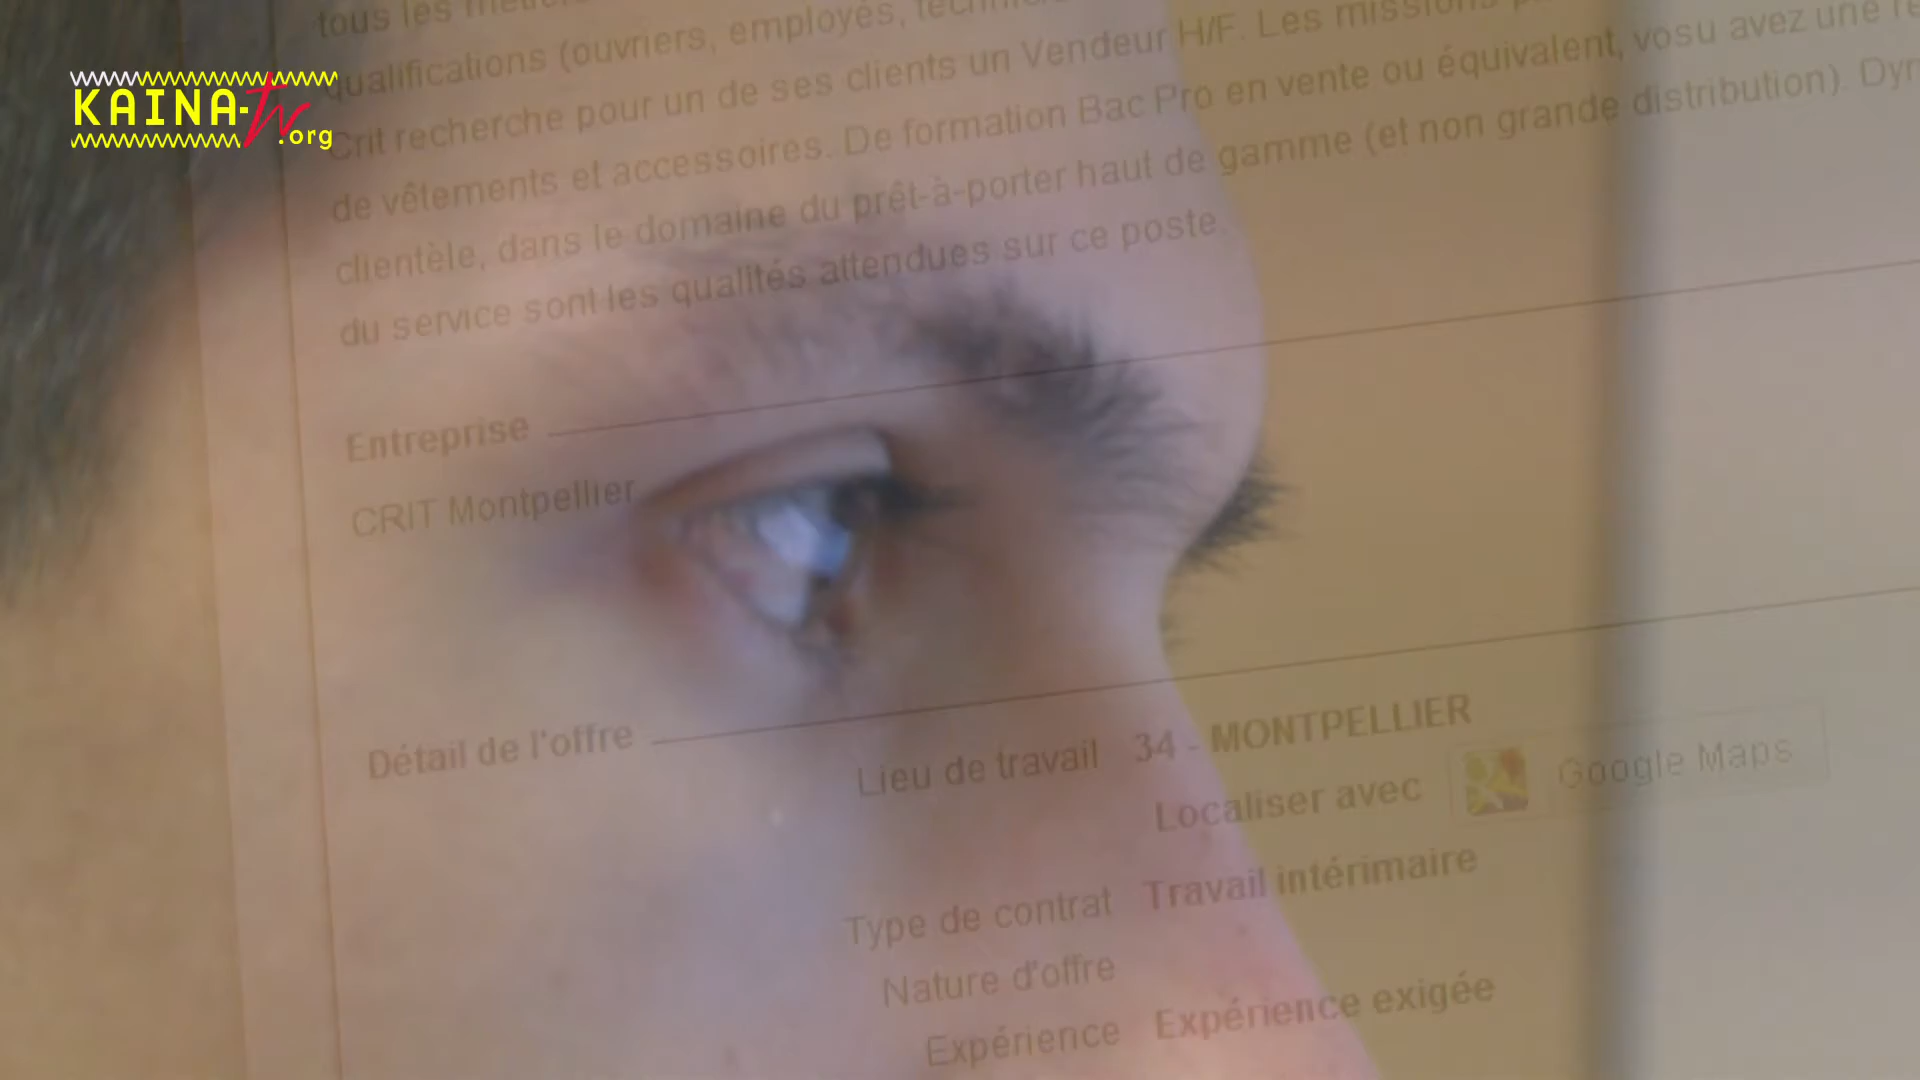 KAINA-tv
.org
tous les
qualifications (ouvriers, employés,
Crit recherche pour un de ses clients un Vendeur H/F. Les missions
de vêtements et accessoires. De formation Bac Pro en vente ou équivalent, vosu avez une
clientèle, dans le domaine du prêt-à-porter haut de gamme (et non grande distribution).
du service sont les qualités attendues sur ce poste.
Entreprise
CRIT Montpellier
Détail de l'offre
Lieu de travail 34 - MONTPELLIER
Localiser avec Google Maps
Type de contrat Travail intérimaire
Nature d'offre
Expérience Expérience exigée